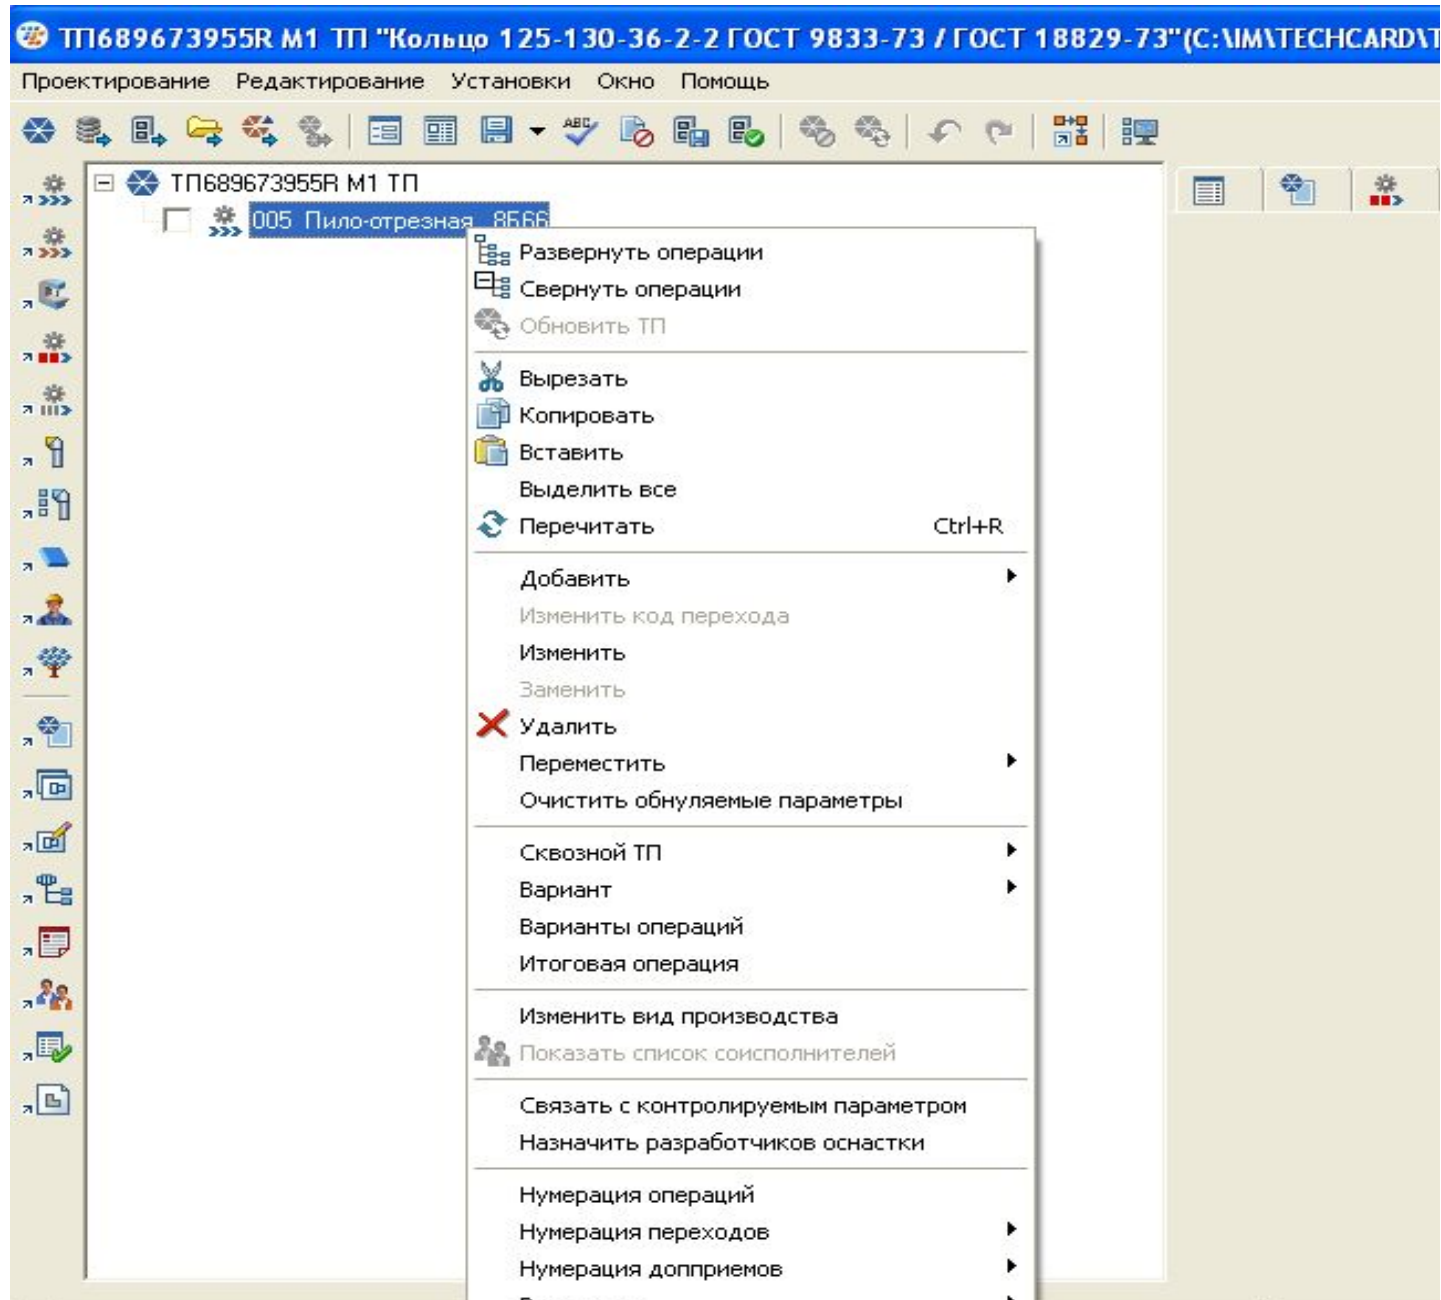 ТП689673955R М1 ТП "Кольцо 125-130-36-2-2 ГОСТ 9833-73 / ГОСТ 18829-73"(C:\IM\TECHCARD\T
Проектирование Редактирование Установки Окно Помощь
ABC
ТП689673955R М1 ТП
005 Пило-отрезная 8Б66
Развернуть операции
Свернуть операции
Обновить ТП
Вырезать
Копировать
Вставить
Выделить все
Перечитать Ctrl+R
Добавить
Изменить код перехода
Изменить
Заменить
Удалить
Переместить
Очистить обнуляемые параметры
Сквозной ТП
Вариант
Варианты операций
Итоговая операция
Изменить вид производства
Показать список соисполнителей
Связать с контролируемым параметром
Назначить разработчиков оснастки
Нумерация операций
Нумерация переходов
Нумерация допприемов